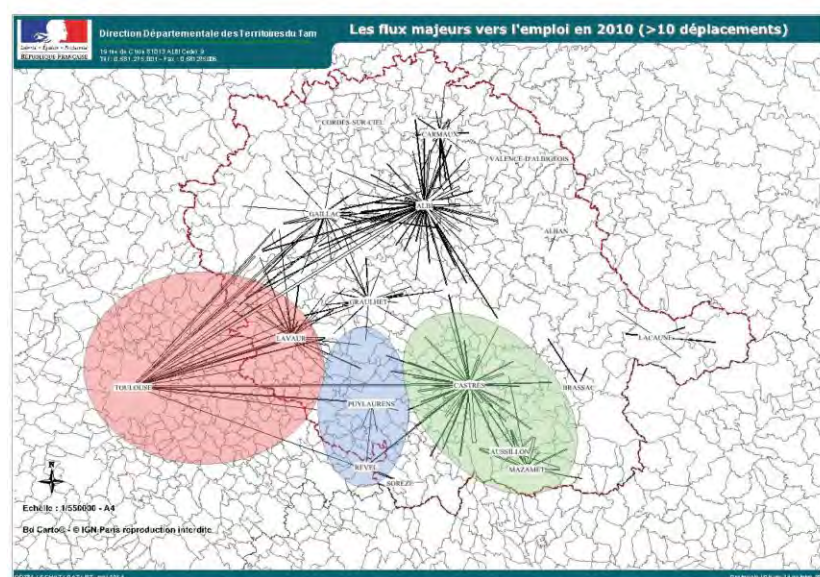 Direction Départementale des Territoires du Tarn
Les flux majeurs vers l'emploi en 2010 (>10 déplacements)
RÉPUBLIQUE FRANÇAISE
CORDES-SUR-CIEL
CARMAUX
VALENCE-D'ALBIGEOIS
GAILLAC
ALBI
ALBAN
GRAULHET
LAVAUR
LACAUNE
TOULOUSE
CASTRES
BRASSAC
PUYLAURENS
AUSSILLON
MAZAMET
REVEL
SOREZE
N
Echelle : 1/550000 - A4
Bd Carto® - © IGN Paris reproduction interdite